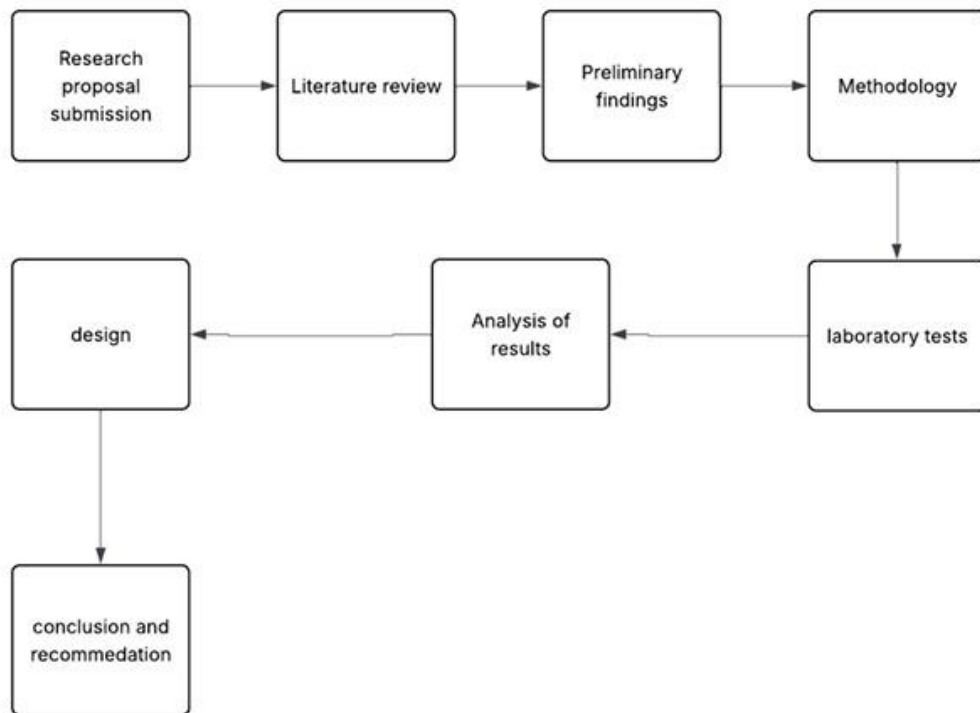 Research
proposal
submission
Literature review
Preliminary
findings
Methodology
laboratory tests
Analysis of
results
design
conclusion and
recommedation